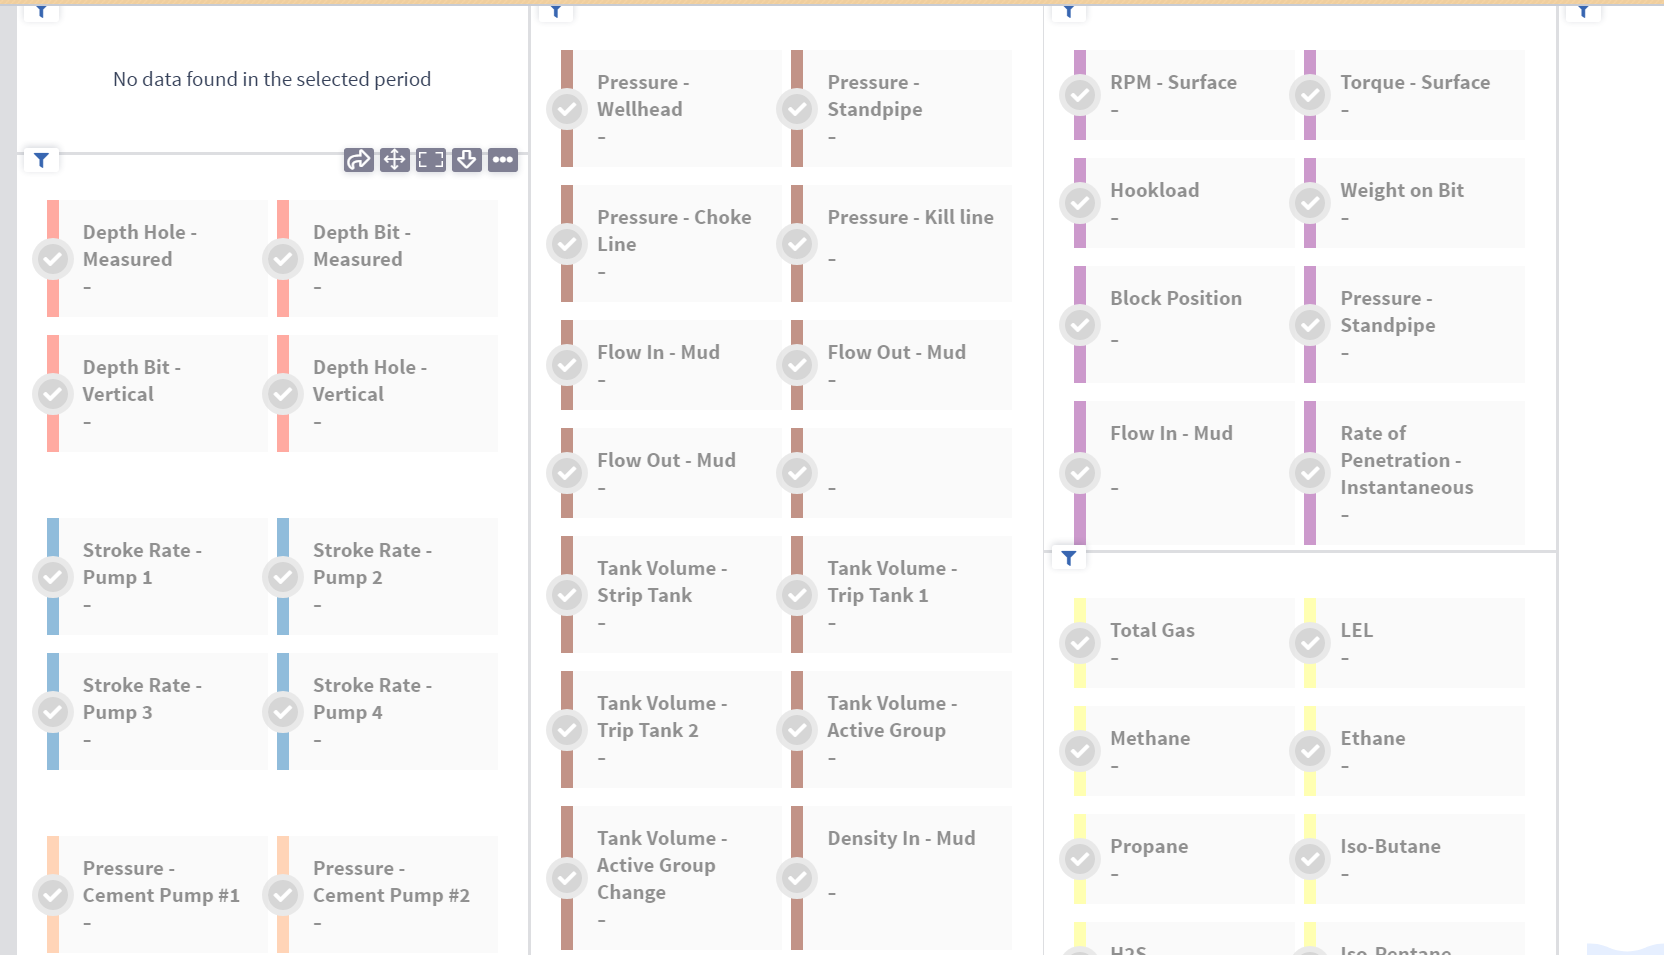 No data found in the selected period
Depth Hole -
Measured
–
Depth Bit -
Measured
–
Depth Bit -
Vertical
–
Depth Hole -
Vertical
–
Stroke Rate -
Pump 1
–
Stroke Rate -
Pump 2
–
Stroke Rate -
Pump 3
–
Stroke Rate -
Pump 4
–
Pressure -
Cement Pump #1
–
Pressure -
Cement Pump #2
–
Pressure -
Wellhead
–
Pressure -
Standpipe
–
Pressure - Choke
Line
–
Pressure - Kill line
–
Flow In - Mud
–
Flow Out - Mud
–
Flow Out - Mud
–
–
Tank Volume -
Strip Tank
–
Tank Volume -
Trip Tank 1
–
Tank Volume -
Trip Tank 2
–
Tank Volume -
Active Group
–
Tank Volume -
Active Group
Change
–
Density In - Mud
–
RPM - Surface
–
Torque - Surface
–
Hookload
–
Weight on Bit
–
Block Position
–
Pressure -
Standpipe
–
Flow In - Mud
–
Rate of
Penetration -
Instantaneous
–
Total Gas
–
LEL
–
Methane
–
Ethane
–
Propane
–
Iso-Butane
–
H2S
Iso-Pentane